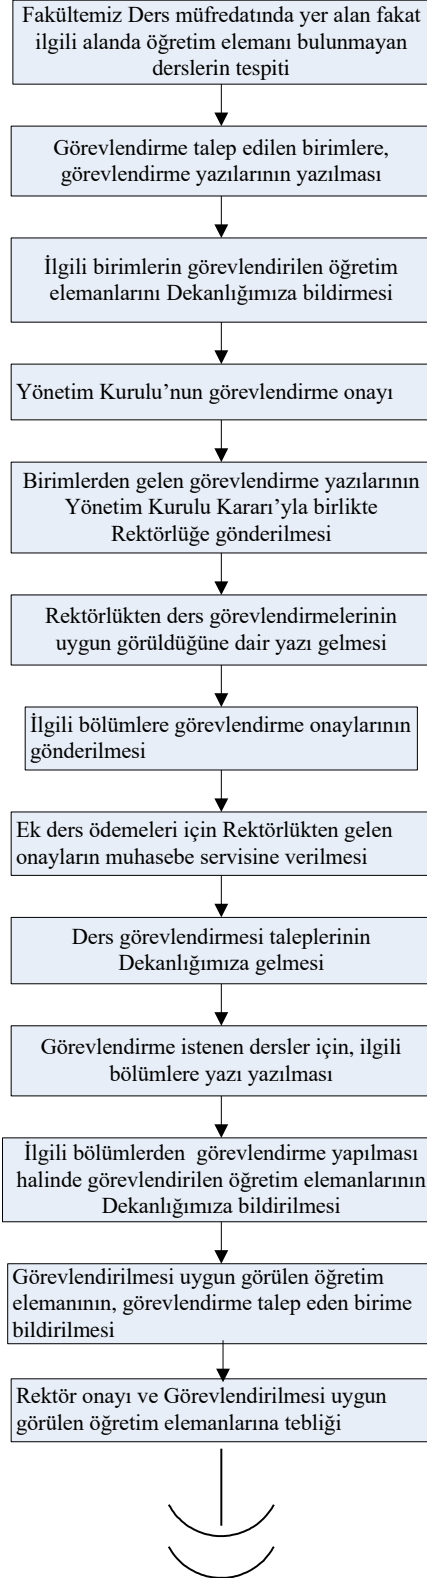 Fakültemiz Ders müfredatında yer alan fakat
ilgili alanda öğretim elemanı bulunmayan
derslerin tespiti
Görevlendirme talep edilen birimlere,
görevlendirme yazılarının yazılması
İlgili birimlerin görevlendirilen öğretim
elemanlarını Dekanlığımıza bildirmesi
Yönetim Kurulu’nun görevlendirme onayı
Birimlerden gelen görevlendirme yazılarının
Yönetim Kurulu Kararı’yla birlikte
Rektörlüğe gönderilmesi
Rektörlükten ders görevlendirmelerinin
uygun görüldüğüne dair yazı gelmesi
İlgili bölümlere görevlendirme onaylarının
gönderilmesi
Ek ders ödemeleri için Rektörlükten gelen
onayların muhasebe servisine verilmesi
Ders görevlendirmesi taleplerinin
Dekanlığımıza gelmesi
Görevlendirme istenen dersler için, ilgili
bölümlere yazı yazılması
İlgili bölümlerden görevlendirme yapılması
halinde görevlendirilen öğretim elemanlarının
Dekanlığımıza bildirilmesi
Görevlendirilmesi uygun görülen öğretim
elemanının, görevlendirme talep eden birime
bildirilmesi
Rektör onayı ve Görevlendirilmesi uygun
görülen öğretim elemanlarına tebliği